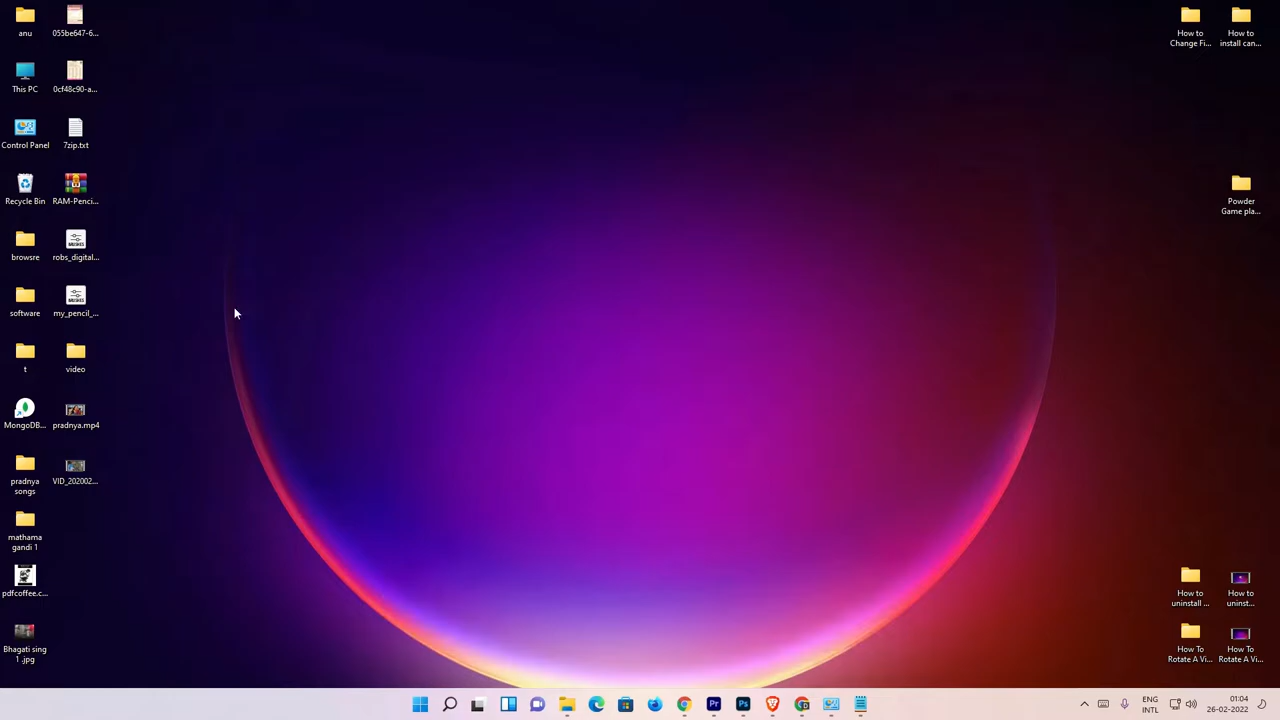 anu
055be647-6...
This PC
0cf48c90-a...
Control Panel
7zip.txt
Recycle Bin
RAM-Penci...
browsre
robs_digital...
software
my_pencil_...
t
video
MongoDB...
pradnya.mp4
pradnya
songs
VID_202002...
mathama
gandi 1
pdfcoffee.c...
Bhagati sing
1 .jpg
How to
Change Fi...
How to
install can...
Powder
Game pla...
How to
uninstall ...
How to
uninst...
How To
Rotate A Vi...
How To
Rotate A Vi...
ENG
INTL
01:04
26-02-2022